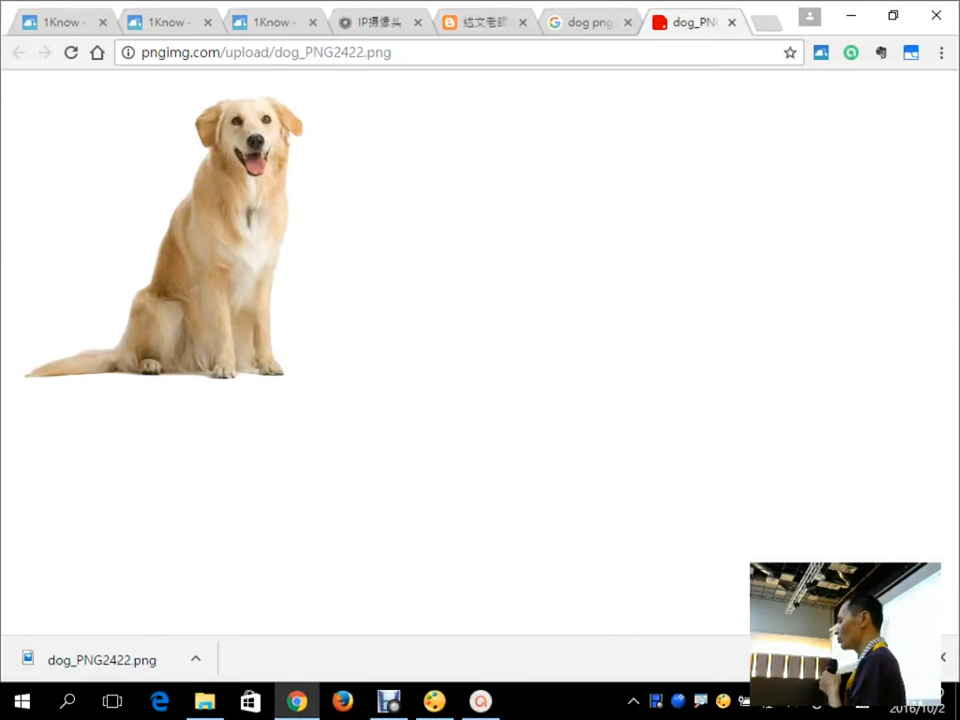 1Know -
1Know -
1Know -
IP摄像头
dog png
dog_PN
pngimg.com/upload/dog_PNG2422.png
dog_PNG2422.png
2016/10/2